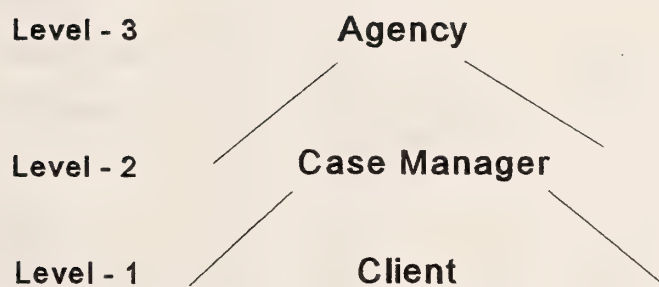 Level - 3 Agency
Level - 2 Case Manager
Level - 1 Client